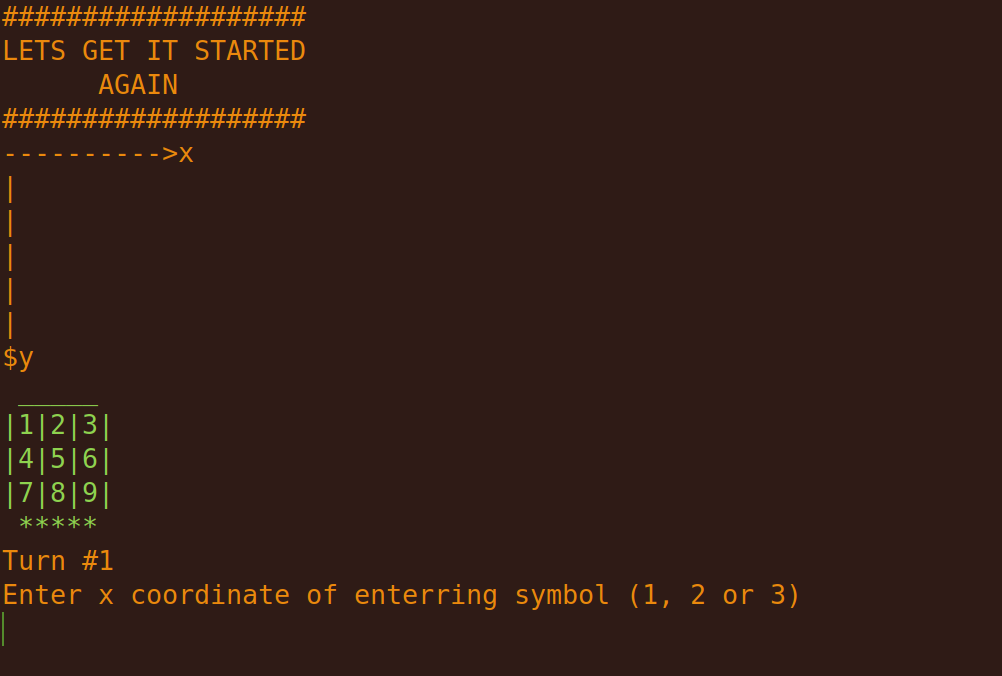 ###################
LETS GET IT STARTED
      AGAIN
###################
---------->x
|
|
|
|
|
$y
 _____
|1|2|3|
|4|5|6|
|7|8|9|
 *****
Turn #1
Enter x coordinate of enterring symbol (1, 2 or 3)